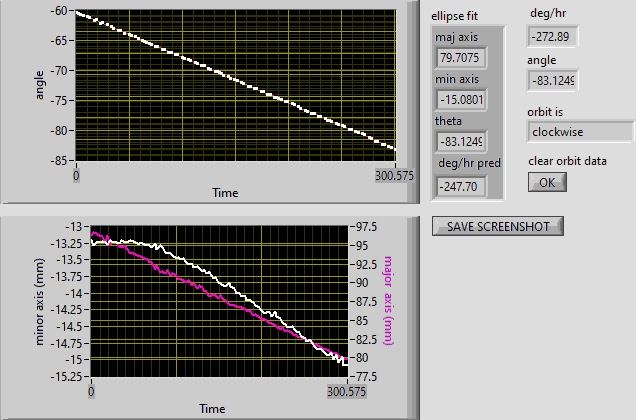 -60
-65
-70
-75
-80
-85
angle
0
300.575
Time
ellipse fit
maj axis
79.7075
min axis
-15.0801
theta
-83.1249
deg/hr pred
-247.70
deg/hr
-272.89
angle
-83.1249
orbit is
clockwise
clear orbit data
OK
SAVE SCREENSHOT
-13
-13.25
-13.5
-13.75
-14
-14.25
-14.5
-14.75
-15
-15.25
minor axis (mm)
97.5
95
92.5
90
87.5
85
82.5
80
77.5
major axis (mm)
0
300.575
Time